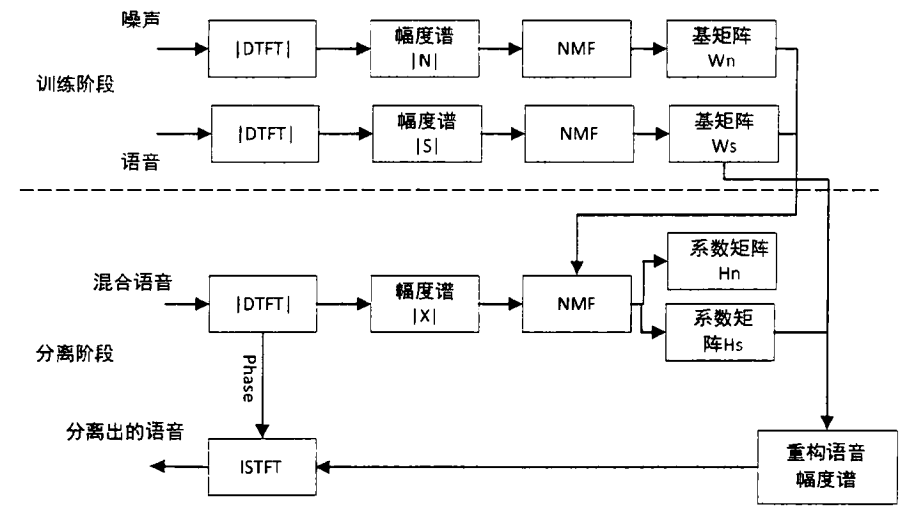 噪声
|DTFT|
幅度谱
|N|
NMF
基矩阵
Wn
训练阶段
|DTFT|
幅度谱
|S|
NMF
基矩阵
Ws
语音
混合语音
|DTFT|
幅度谱
|X|
NMF
系数矩阵
Hn
系数矩
阵Hs
分离阶段
Phase
分离出的语音
ISTFT
重构语音
幅度谱